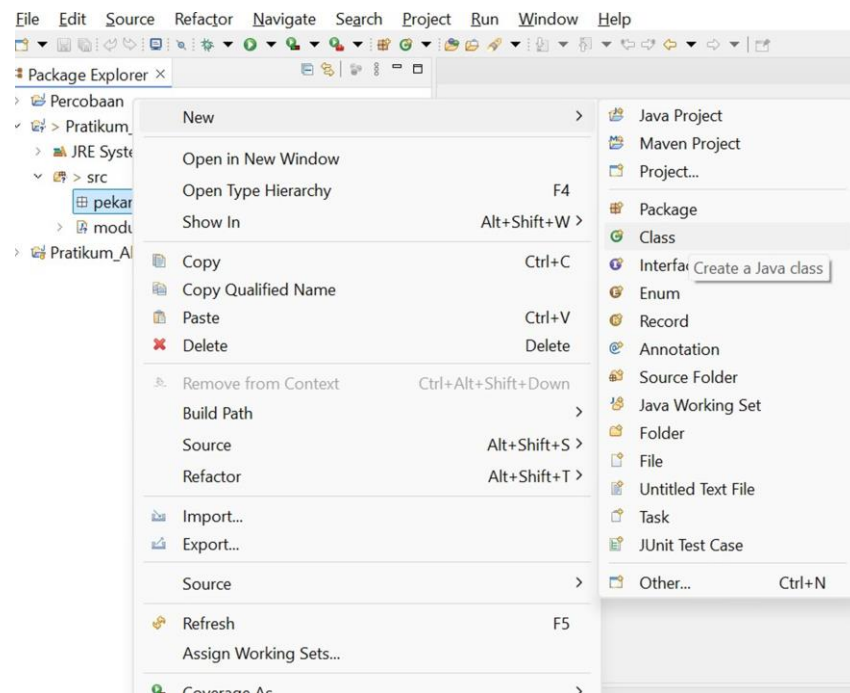 File Edit Source Refactor Navigate Search Project Run Window Help
Package Explorer ×
Percobaan
> Pratikum_
JRE Syste
> src
pekar
modu
Pratikum_Al
New
Open in New Window
Open Type Hierarchy F4
Show In Alt+Shift+W >
Copy Ctrl+C
Copy Qualified Name
Paste Ctrl+V
Delete Delete
Remove from Context Ctrl+Alt+Shift+Down
Build Path
Source Alt+Shift+S >
Refactor Alt+Shift+T >
Import...
Export...
Source
Refresh F5
Assign Working Sets...
Coverage As
Java Project
Maven Project
Project...
Package
Class
Interfac
Create a Java class
Enum
Record
Annotation
Source Folder
Java Working Set
Folder
File
Untitled Text File
Task
JUnit Test Case
Other... Ctrl+N